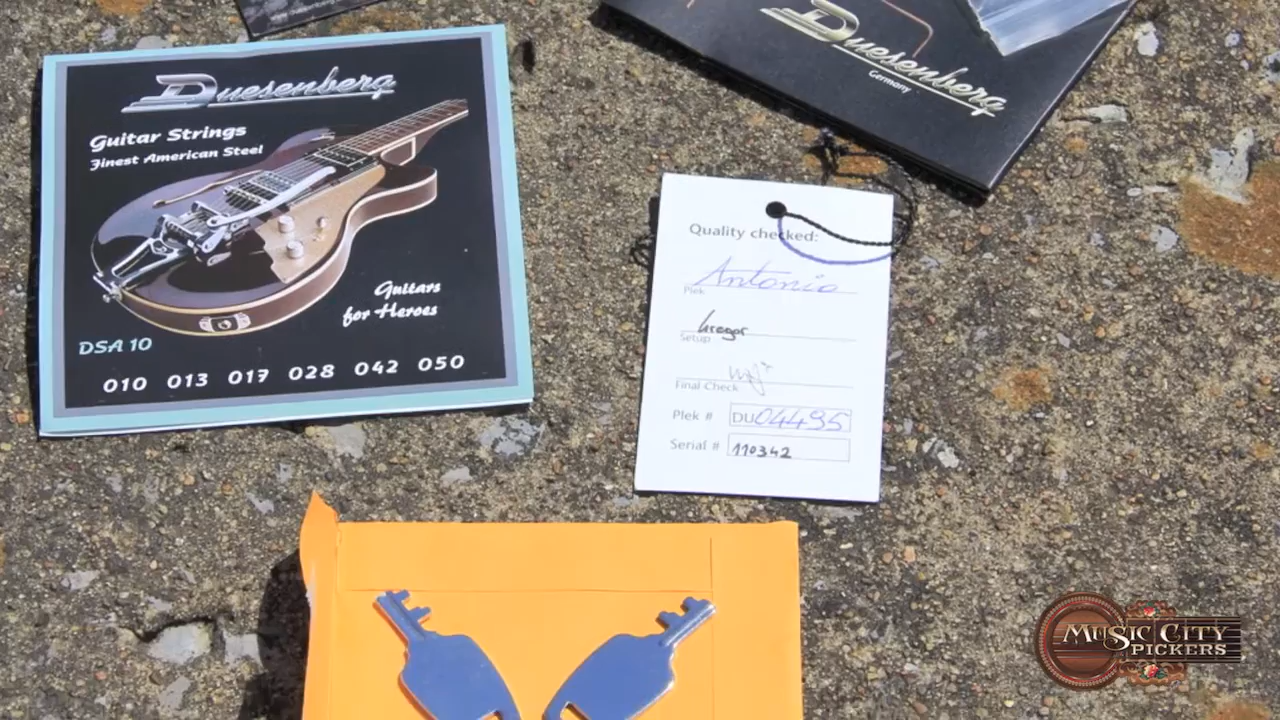 Duesenberg
Guitar Strings
Finest American Steel
Guitars
for Heroes
DSA 10
010 013 017 028 042 050
Duesenberg
Germany
Quality checked:
Antonio
Plek
Gregor
Setup
Final Check
Plek # DU04495
Serial # 110342
MUSIC CITY
PICKERS